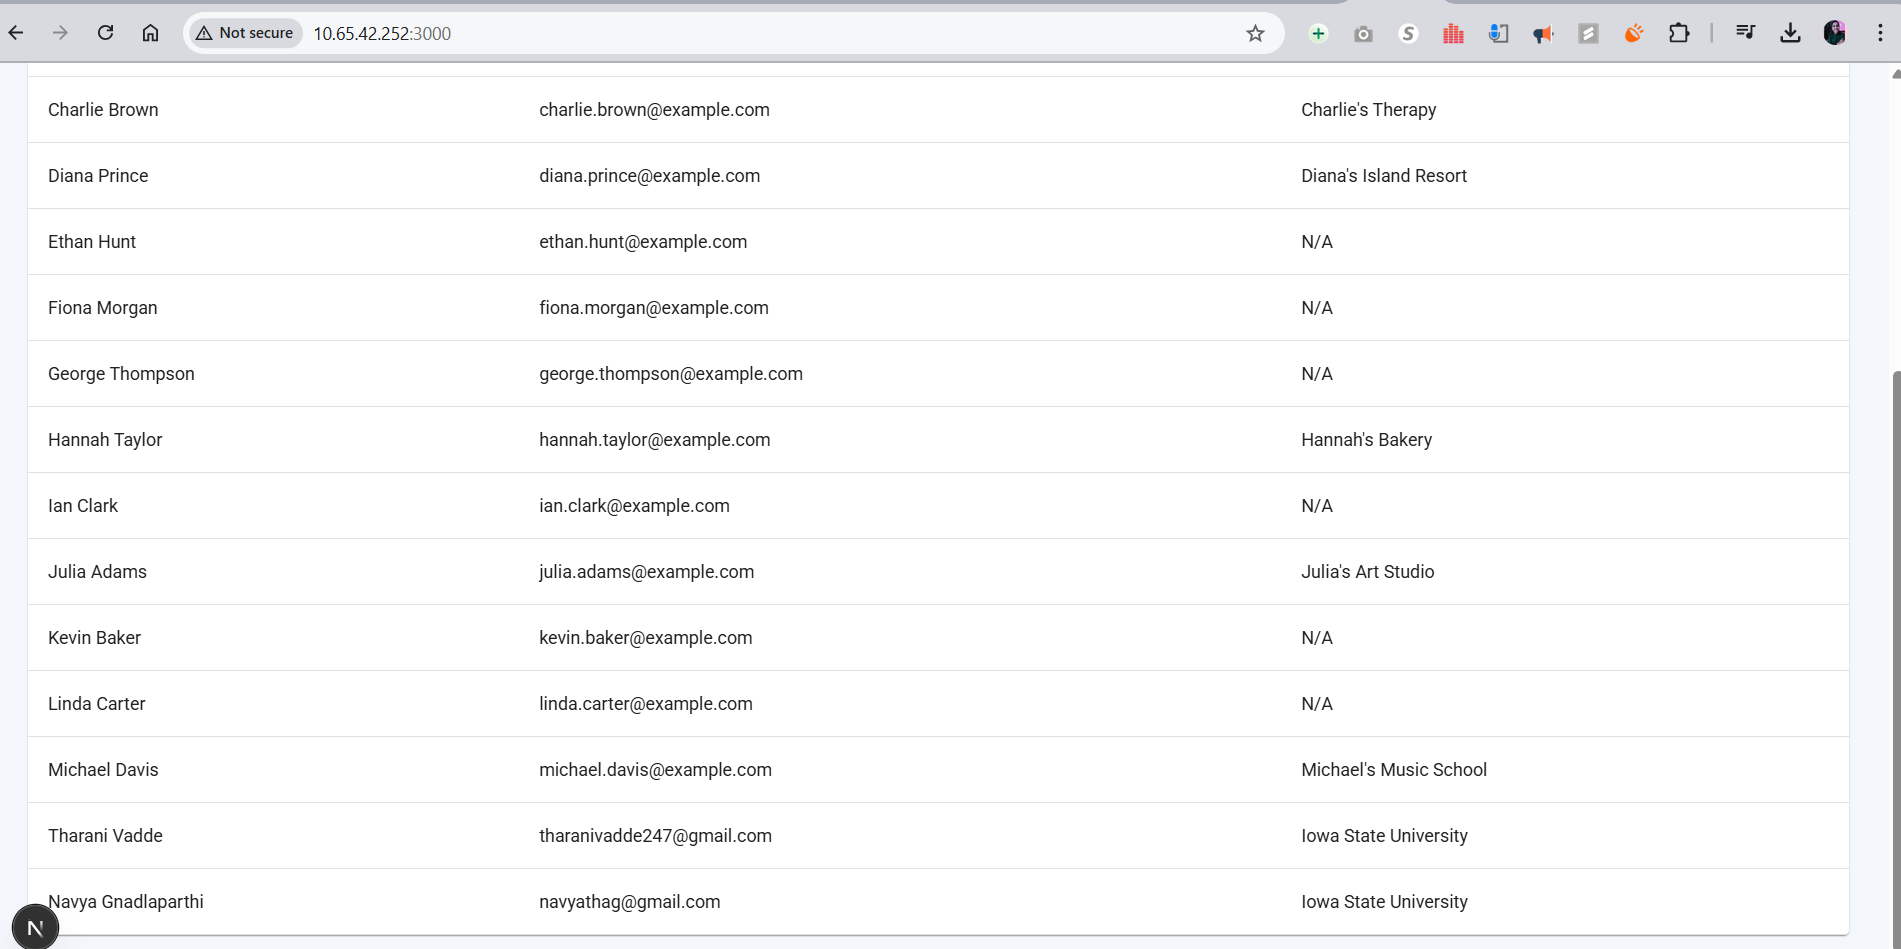 Not secure 10.65.42.252:3000
Charlie Brown charlie.brown@example.com Charlie's Therapy
Diana Prince diana.prince@example.com Diana's Island Resort
Ethan Hunt ethan.hunt@example.com N/A
Fiona Morgan fiona.morgan@example.com N/A
George Thompson george.thompson@example.com N/A
Hannah Taylor hannah.taylor@example.com Hannah's Bakery
Ian Clark ian.clark@example.com N/A
Julia Adams julia.adams@example.com Julia's Art Studio
Kevin Baker kevin.baker@example.com N/A
Linda Carter linda.carter@example.com N/A
Michael Davis michael.davis@example.com Michael's Music School
Tharani Vadde tharanivadde247@gmail.com Iowa State University
Navya Gnadlaparthi navyathag@gmail.com Iowa State University
N